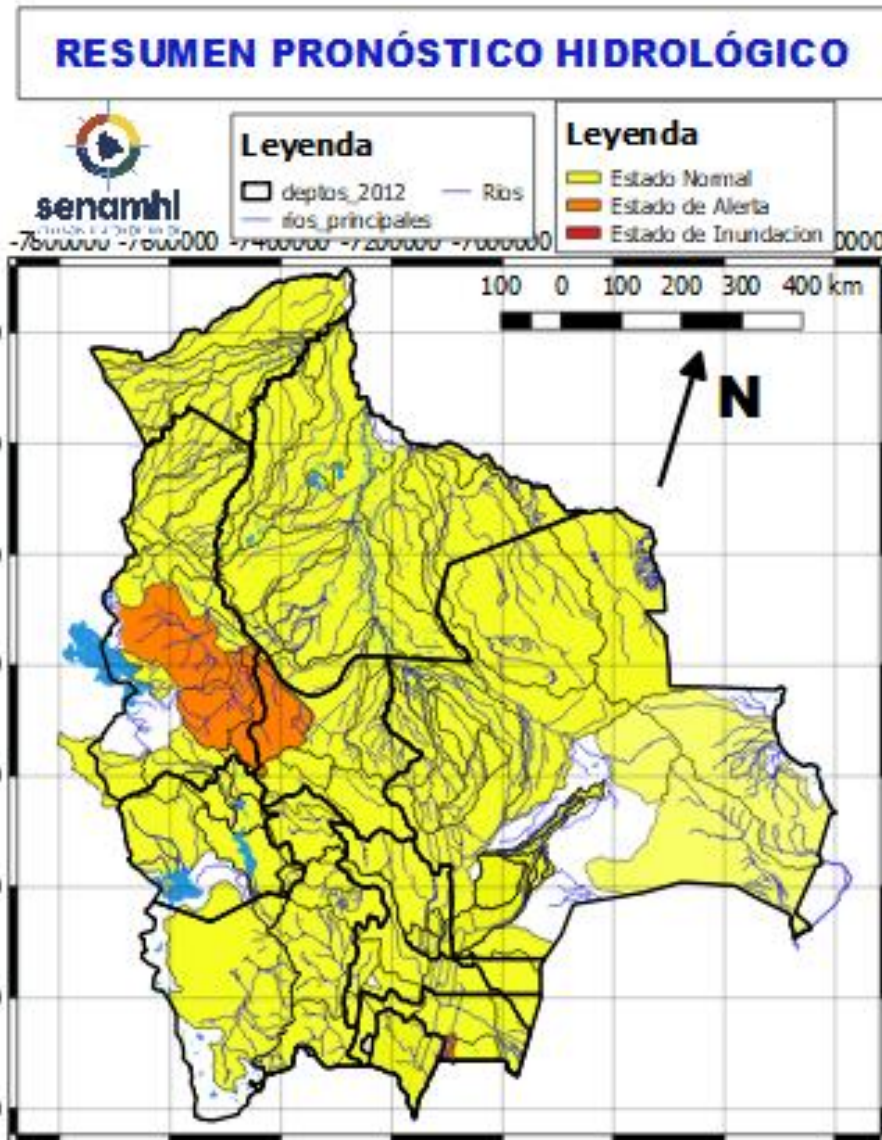 RESUMEN PRONÓSTICO HIDROLÓGICO
senamhi
Leyenda
deptos_2012
Rios
rios_principales
Leyenda
Estado Normal
Estado de Alerta
Estado de Inundacion
-7600000 -7400000 -7200000 -7000000
100 0 100 200 300 400 km
N